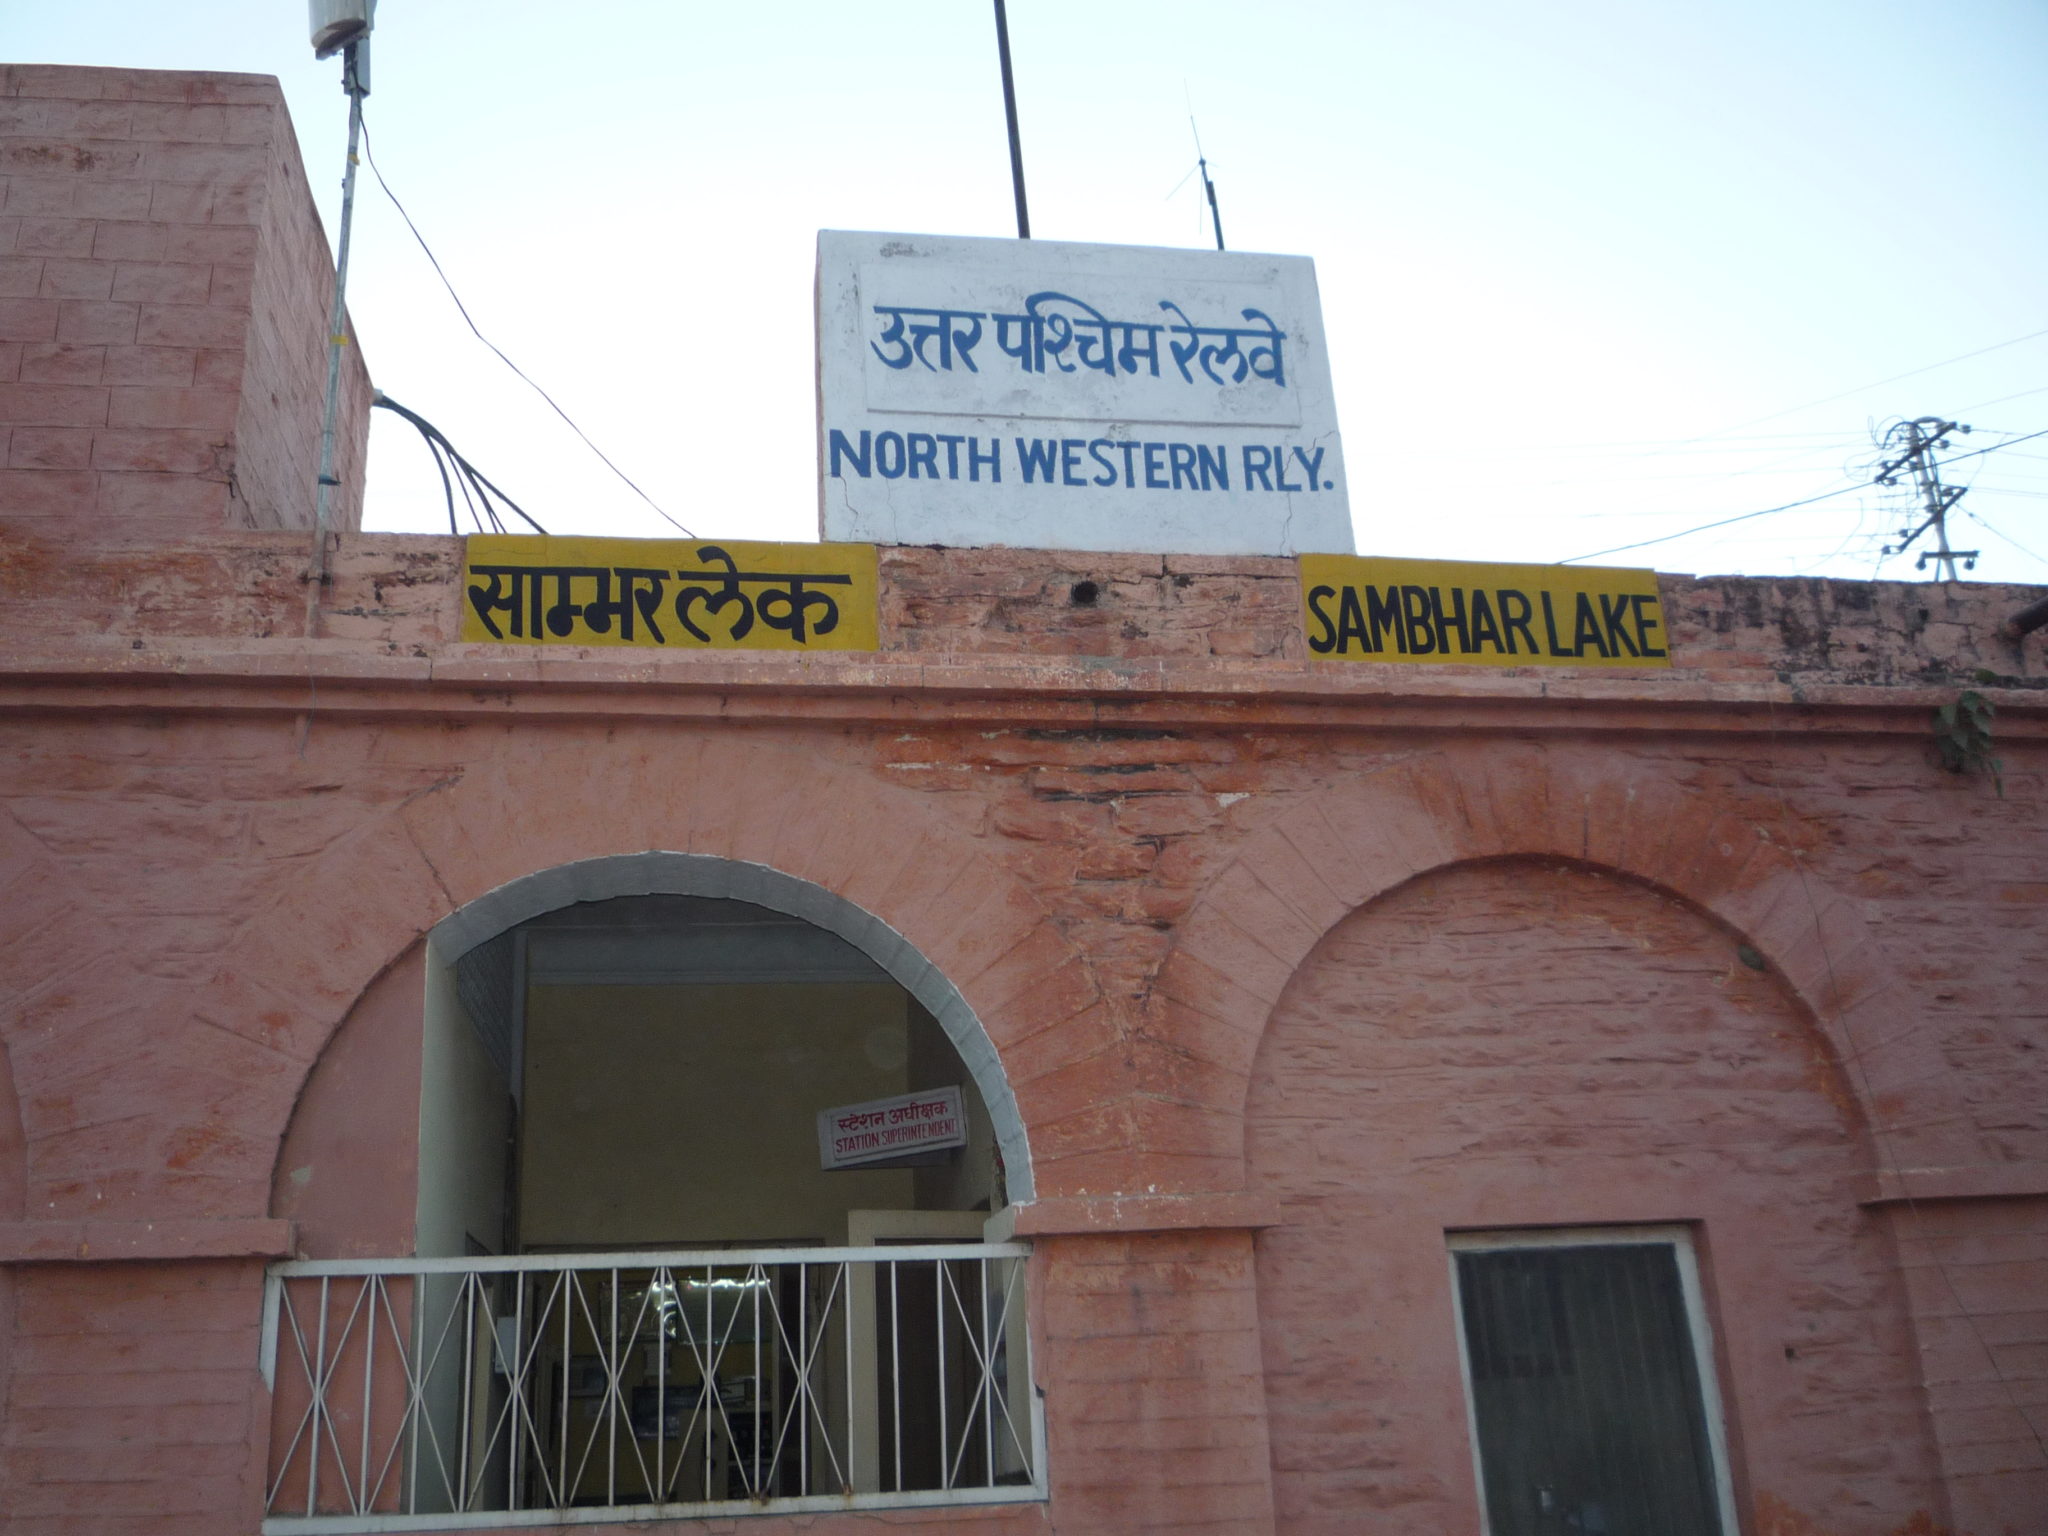 उत्तर पश्चिम रेलवे
NORTH WESTERN RLY.
साम्भर लेक
SAMBHAR LAKE
स्टेशन अधीक्षक
STATION SUPERINTENDENT